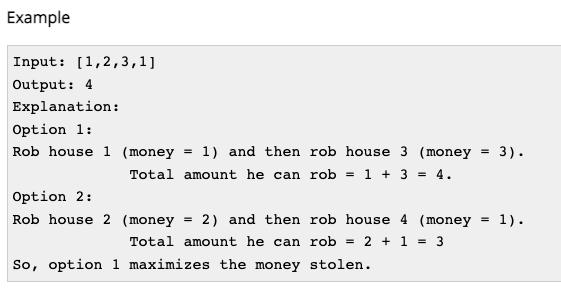 Example
Input: [1,2,3,1]
Output: 4
Explanation:
Option 1:
Rob house 1 (money = 1) and then rob house 3 (money = 3).
Total amount he can rob = 1 + 3 = 4.
Option 2:
Rob house 2 (money = 2) and then rob house 4 (money = 1).
Total amount he can rob = 2 + 1 = 3
So, option 1 maximizes the money stolen.